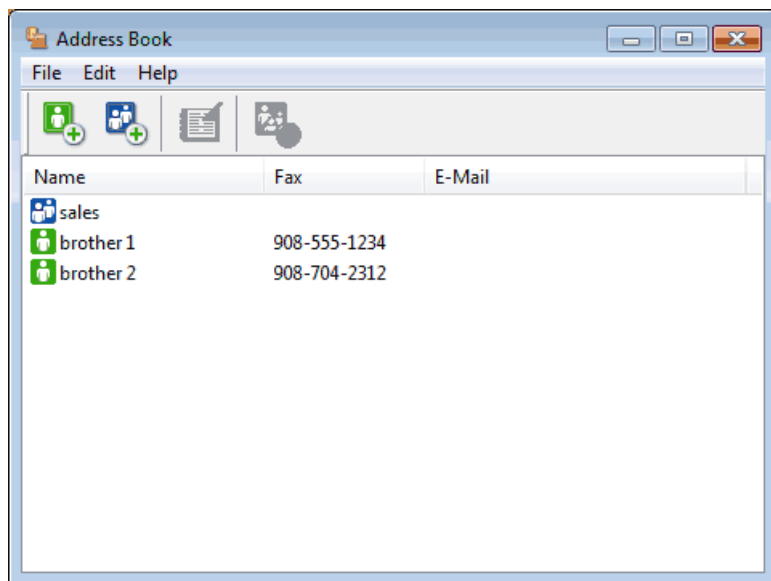 Address Book
File Edit Help
Name Fax E-Mail
sales
brother 1 908-555-1234
brother 2 908-704-2312